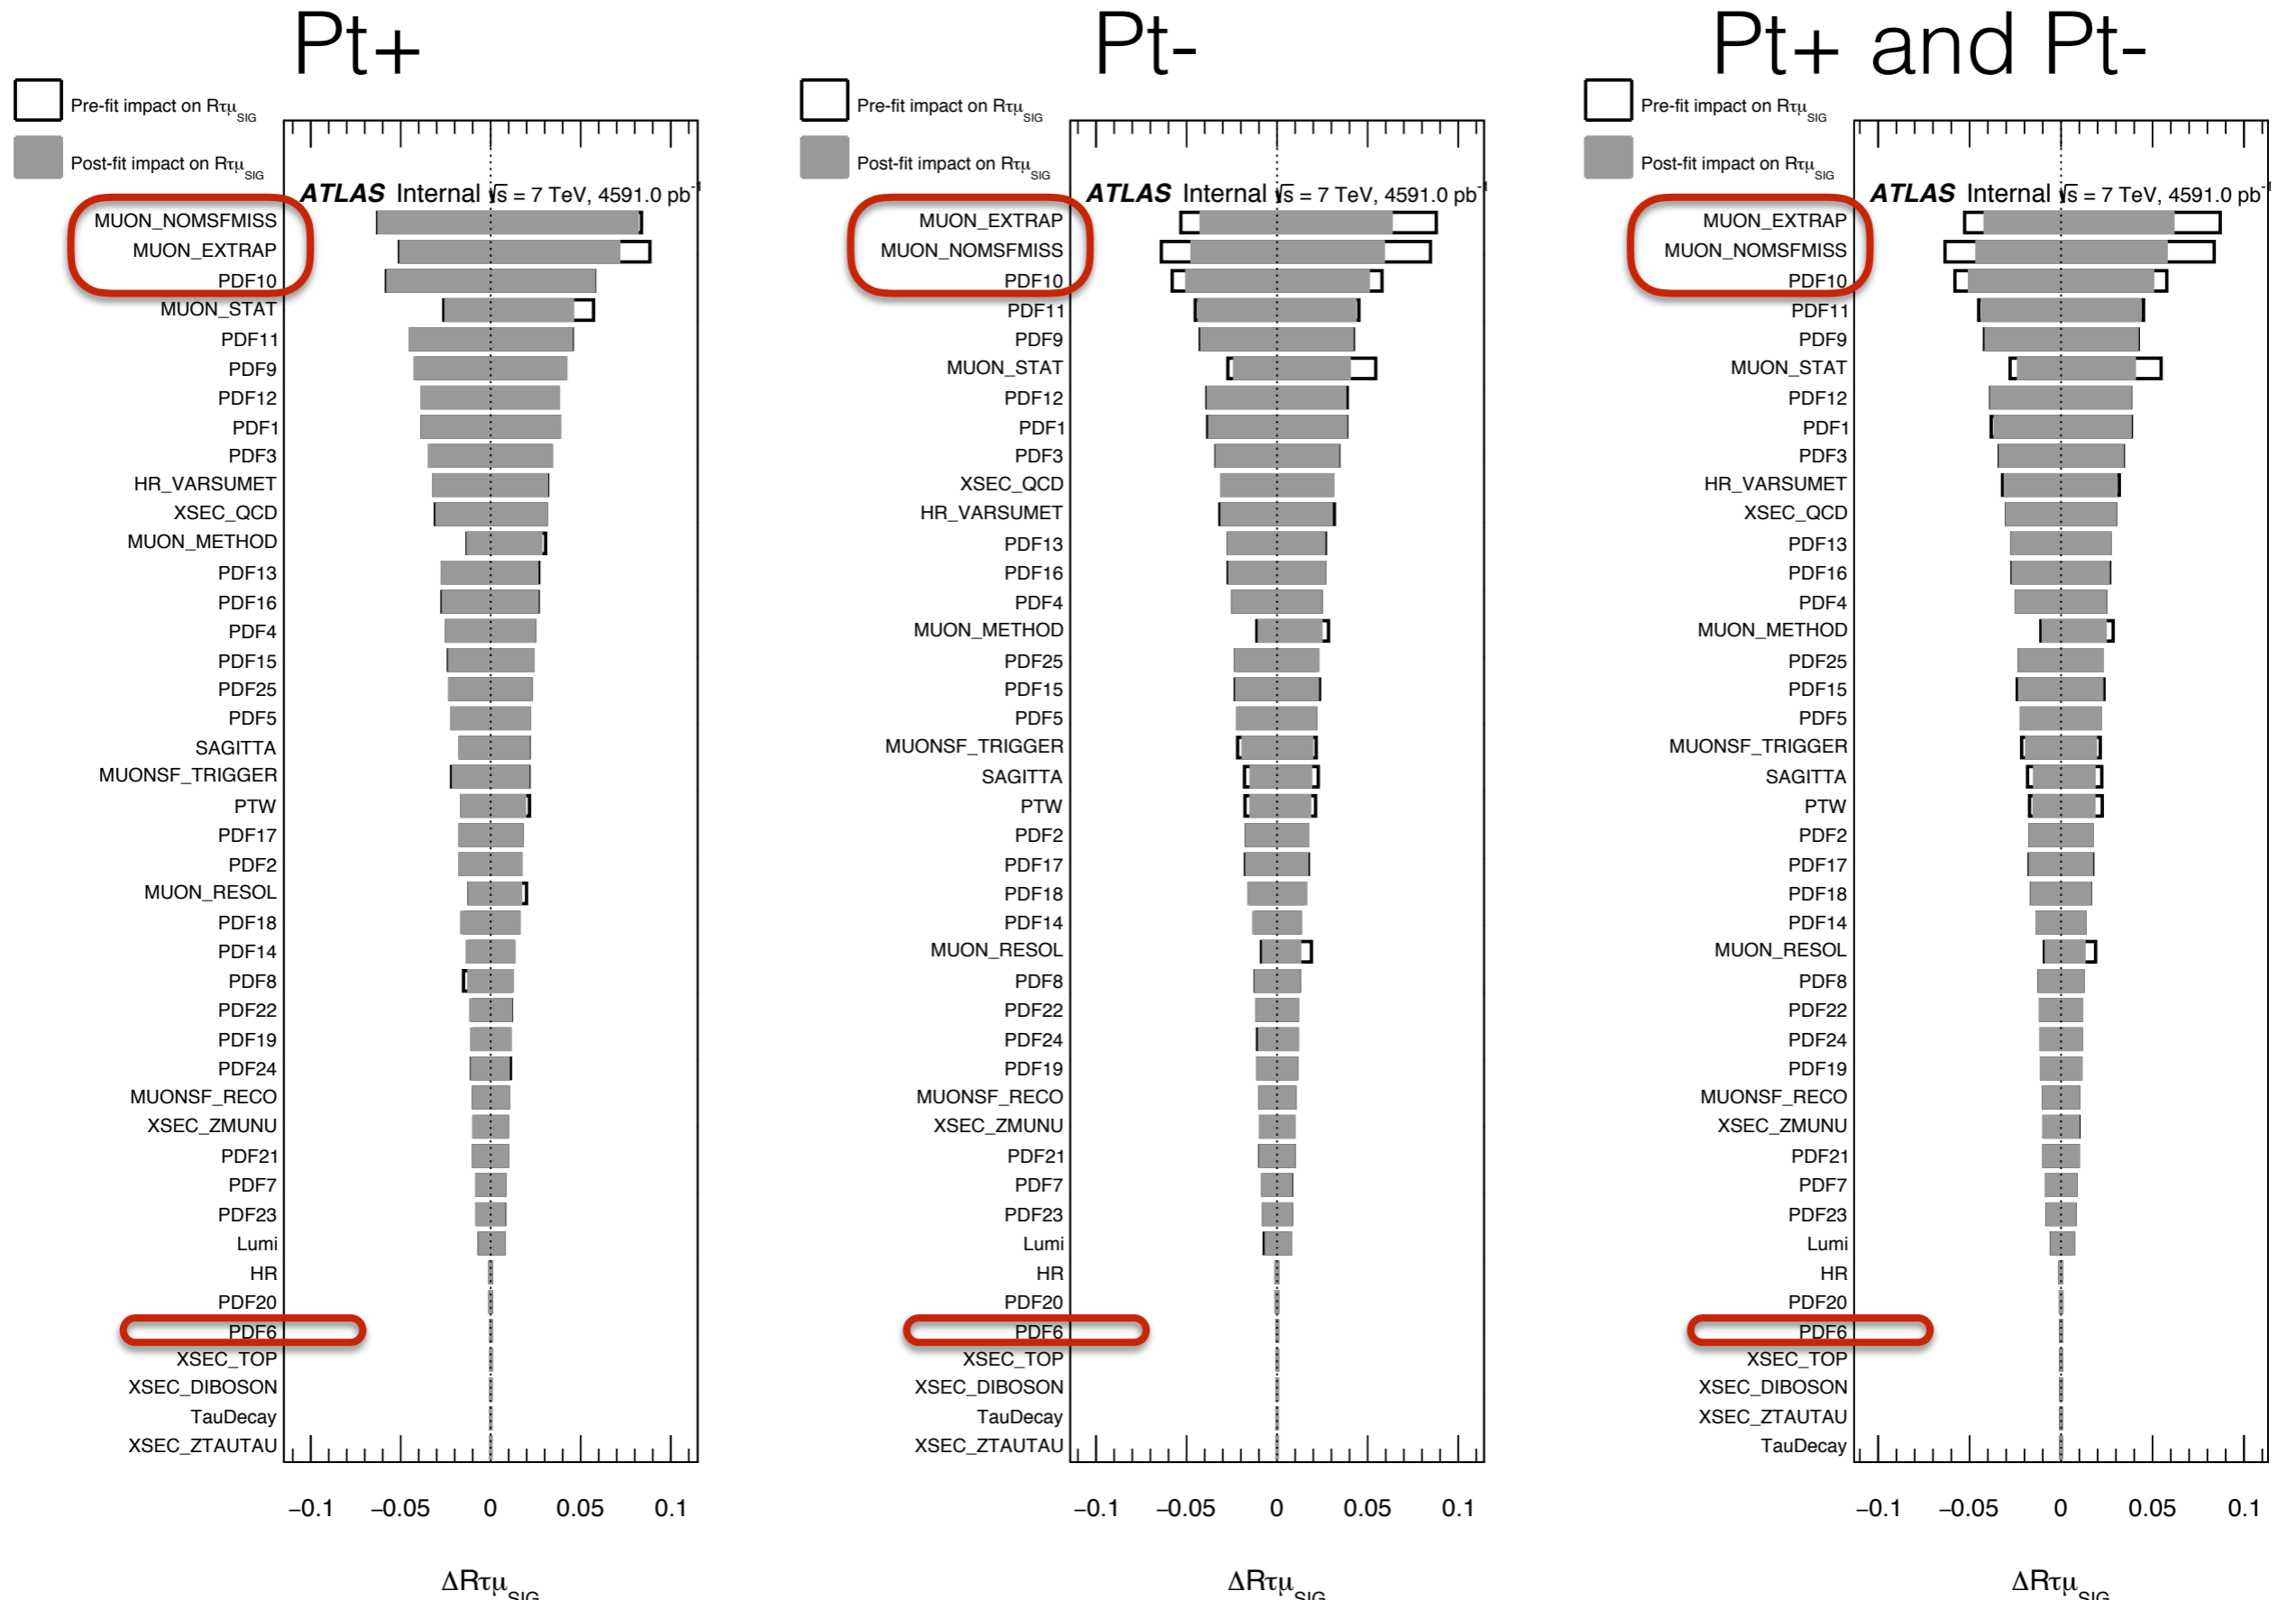 Pt+
Pre-fit impact on Rτμ_SIG
Post-fit impact on Rτμ_SIG
ATLAS Internal √s = 7 TeV, 4591.0 pb⁻¹
MUON_NOMSFMISS
MUON_EXTRAP
PDF10
MUON_STAT
PDF11
PDF9
PDF12
PDF1
PDF3
HR_VARSUMET
XSEC_QCD
MUON_METHOD
PDF13
PDF16
PDF4
PDF15
PDF25
PDF5
SAGITTA
MUONSF_TRIGGER
PTW
PDF17
PDF2
MUON_RESOL
PDF18
PDF14
PDF8
PDF22
PDF19
PDF24
MUONSF_RECO
XSEC_ZMUNU
PDF21
PDF7
PDF23
Lumi
HR
PDF20
PDF6
XSEC_TOP
XSEC_DIBOSON
TauDecay
XSEC_ZTAUTAU
−0.1 −0.05 0 0.05 0.1
ΔRτμ_SIG
Pt-
Pre-fit impact on Rτμ_SIG
Post-fit impact on Rτμ_SIG
ATLAS Internal √s = 7 TeV, 4591.0 pb⁻¹
MUON_EXTRAP
MUON_NOMSFMISS
PDF10
PDF11
PDF9
MUON_STAT
PDF12
PDF1
PDF3
XSEC_QCD
HR_VARSUMET
PDF13
PDF16
PDF4
MUON_METHOD
PDF25
PDF15
PDF5
MUONSF_TRIGGER
SAGITTA
PTW
PDF2
PDF17
PDF18
PDF14
MUON_RESOL
PDF8
PDF22
PDF24
PDF19
MUONSF_RECO
XSEC_ZMUNU
PDF21
PDF7
PDF23
Lumi
HR
PDF20
PDF6
XSEC_TOP
XSEC_DIBOSON
TauDecay
XSEC_ZTAUTAU
−0.1 −0.05 0 0.05 0.1
ΔRτμ_SIG
Pt+ and Pt-
Pre-fit impact on Rτμ_SIG
Post-fit impact on Rτμ_SIG
ATLAS Internal √s = 7 TeV, 4591.0 pb⁻¹
MUON_EXTRAP
MUON_NOMSFMISS
PDF10
PDF11
PDF9
MUON_STAT
PDF12
PDF1
PDF3
HR_VARSUMET
XSEC_QCD
PDF13
PDF16
PDF4
MUON_METHOD
PDF25
PDF15
PDF5
MUONSF_TRIGGER
SAGITTA
PTW
PDF2
PDF17
PDF18
PDF14
MUON_RESOL
PDF8
PDF22
PDF24
PDF19
MUONSF_RECO
XSEC_ZMUNU
PDF21
PDF7
PDF23
Lumi
HR
PDF20
PDF6
XSEC_TOP
XSEC_DIBOSON
XSEC_ZTAUTAU
TauDecay
−0.1 −0.05 0 0.05 0.1
ΔRτμ_SIG